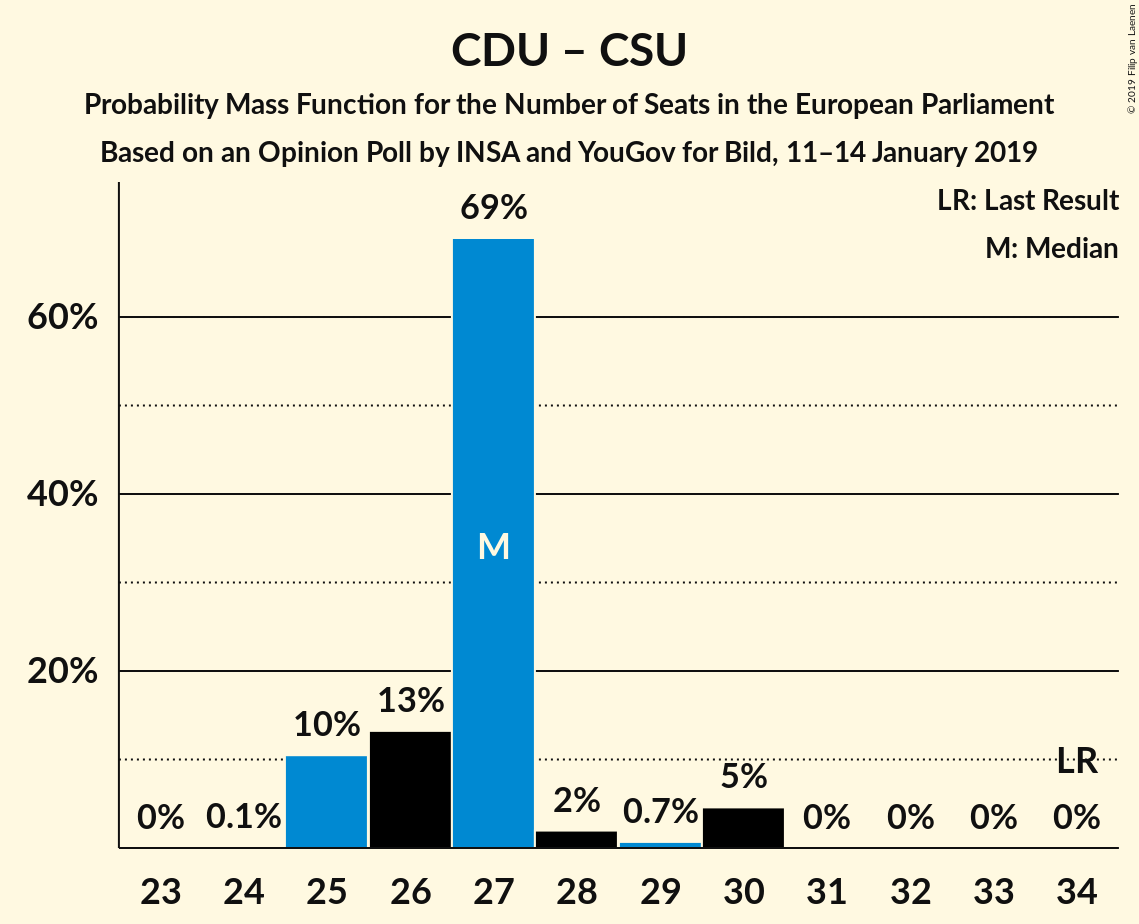 CDU – CSU
Probability Mass Function for the Number of Seats in the European Parliament
Based on an Opinion Poll by INSA and YouGov for Bild, 11–14 January 2019
© 2019 Filip van Laenen
LR: Last Result
M: Median
60%
40%
20%
0%
0.1%
10%
13%
69%
M
2%
0.7%
5%
0%
0%
0%
LR
0%
23 24 25 26 27 28 29 30 31 32 33 34